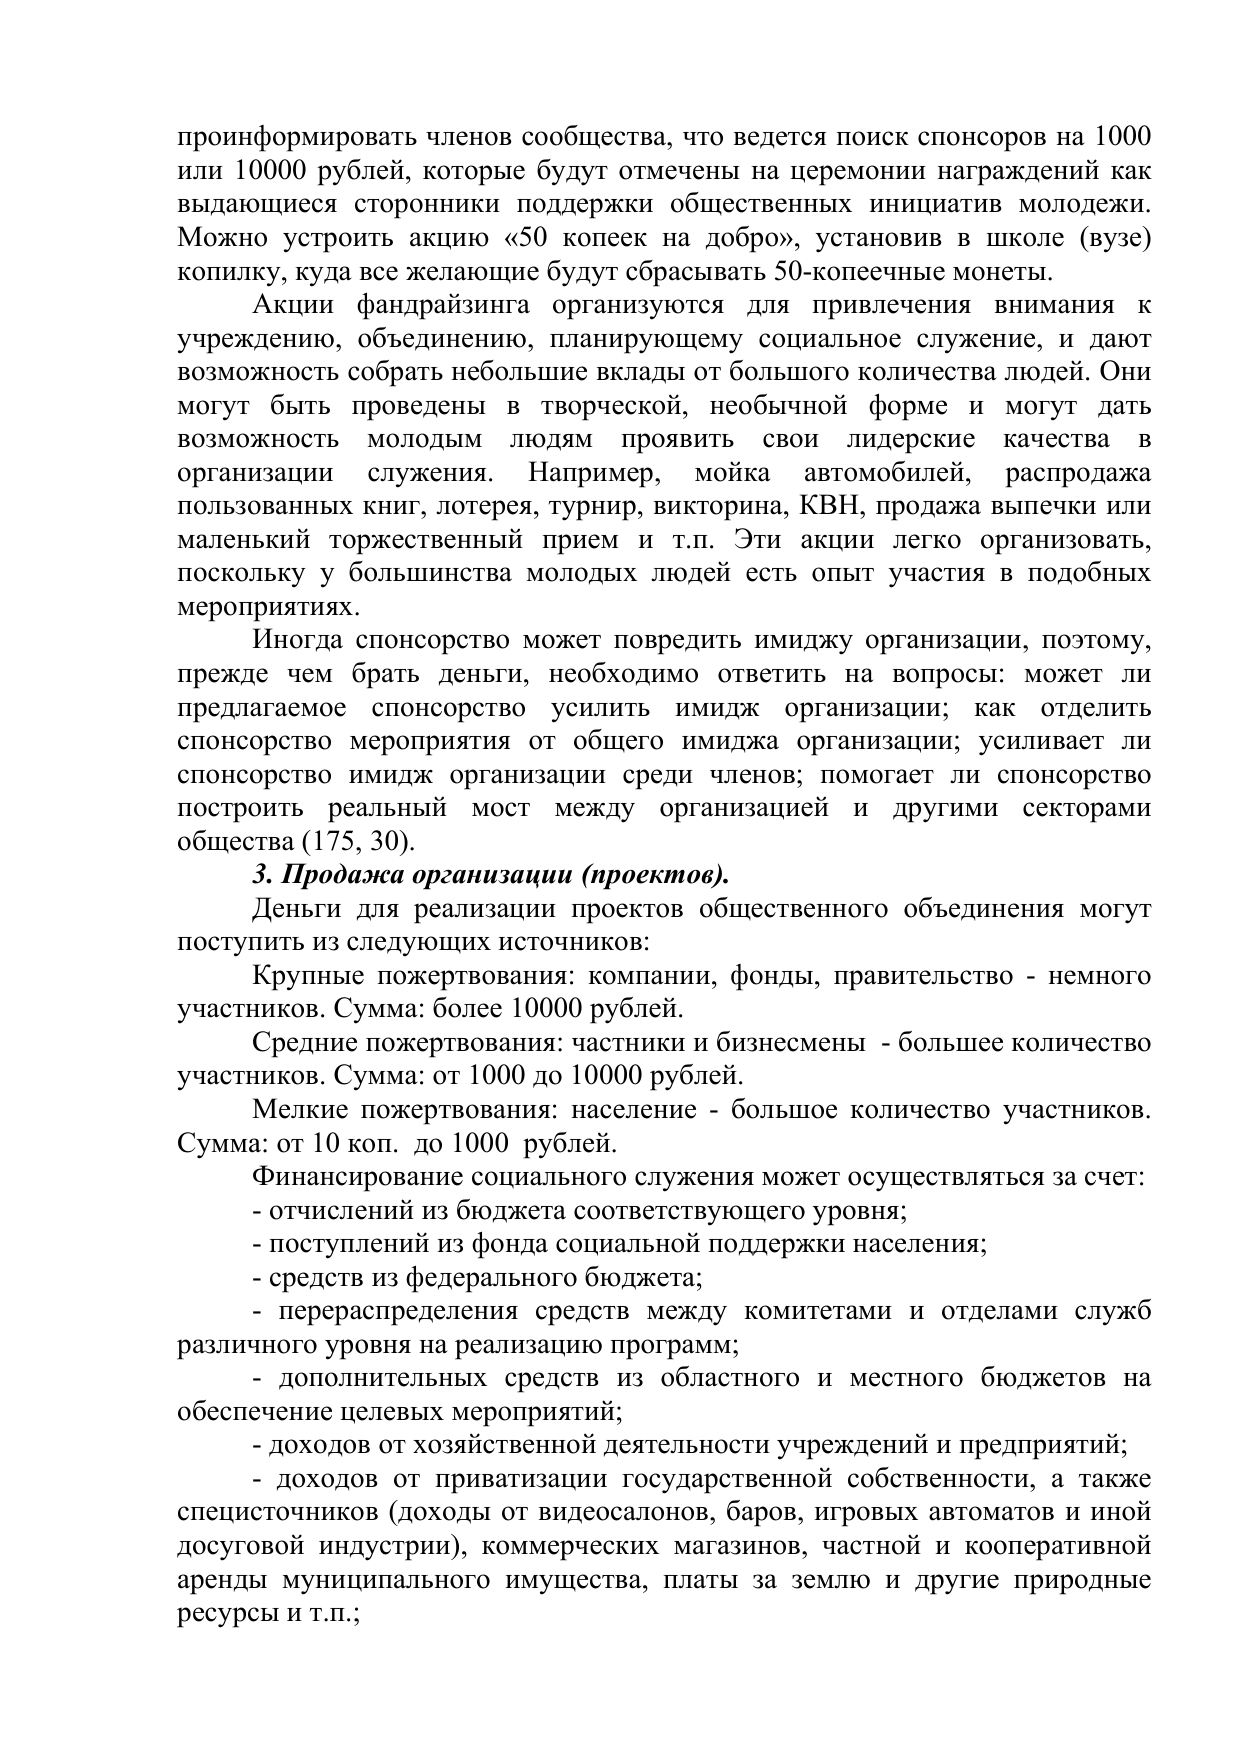 проинформировать членов сообщества, что ведется поиск спонсоров на 1000
или 10000 рублей, которые будут отмечены на церемонии награждений как
выдающиеся сторонники поддержки общественных инициатив молодежи.
Можно устроить акцию «50 копеек на добро», установив в школе (вузе)
копилку, куда все желающие будут сбрасывать 50-копеечные монеты.
Акции фандрайзинга организуются для привлечения внимания к
учреждению, объединению, планирующему социальное служение, и дают
возможность собрать небольшие вклады от большого количества людей. Они
могут быть проведены в творческой, необычной форме и могут дать
возможность молодым людям проявить свои лидерские качества в
организации служения. Например, мойка автомобилей, распродажа
пользованных книг, лотерея, турнир, викторина, КВН, продажа выпечки или
маленький торжественный прием и т.п. Эти акции легко организовать,
поскольку у большинства молодых людей есть опыт участия в подобных
мероприятиях.
Иногда спонсорство может повредить имиджу организации, поэтому,
прежде чем брать деньги, необходимо ответить на вопросы: может ли
предлагаемое спонсорство усилить имидж организации; как отделить
спонсорство мероприятия от общего имиджа организации; усиливает ли
спонсорство имидж организации среди членов; помогает ли спонсорство
построить реальный мост между организацией и другими секторами
общества (175, 30).
3. Продажа организации (проектов).
Деньги для реализации проектов общественного объединения могут
поступить из следующих источников:
Крупные пожертвования: компании, фонды, правительство - немного
участников. Сумма: более 10000 рублей.
Средние пожертвования: частники и бизнесмены - большее количество
участников. Сумма: от 1000 до 10000 рублей.
Мелкие пожертвования: население - большое количество участников.
Сумма: от 10 коп. до 1000 рублей.
Финансирование социального служения может осуществляться за счет:
- отчислений из бюджета соответствующего уровня;
- поступлений из фонда социальной поддержки населения;
- средств из федерального бюджета;
- перераспределения средств между комитетами и отделами служб
различного уровня на реализацию программ;
- дополнительных средств из областного и местного бюджетов на
обеспечение целевых мероприятий;
- доходов от хозяйственной деятельности учреждений и предприятий;
- доходов от приватизации государственной собственности, а также
специсточников (доходы от видеосалонов, баров, игровых автоматов и иной
досуговой индустрии), коммерческих магазинов, частной и кооперативной
аренды муниципального имущества, платы за землю и другие природные
ресурсы и т.п.;